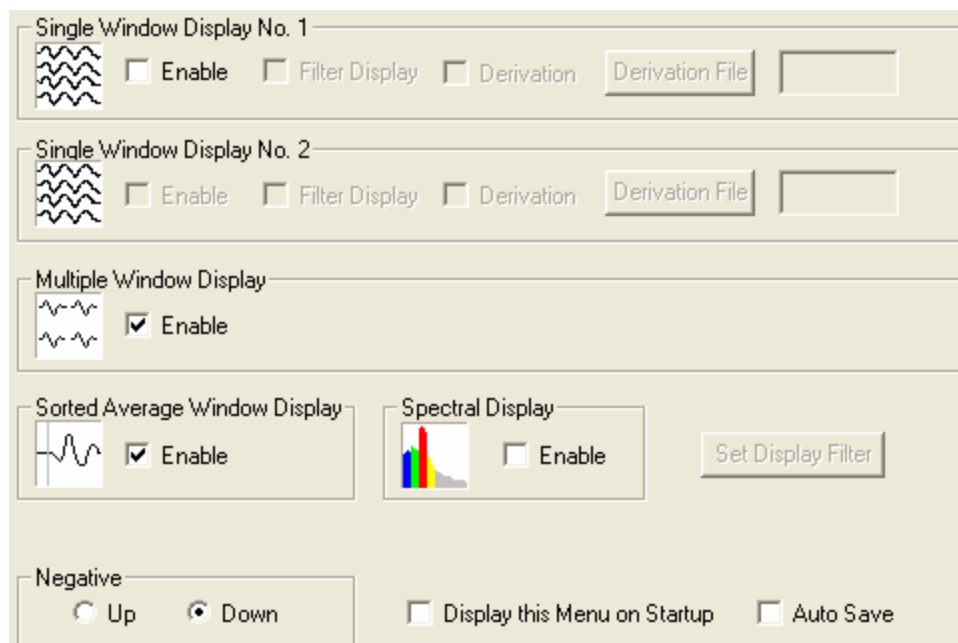 Single Window Display No. 1
Enable Filter Display Derivation Derivation File
Single Window Display No. 2
Enable Filter Display Derivation Derivation File
Multiple Window Display
Enable
Sorted Average Window Display Spectral Display
Enable Enable Set Display Filter
Negative
Up Down Display this Menu on Startup Auto Save